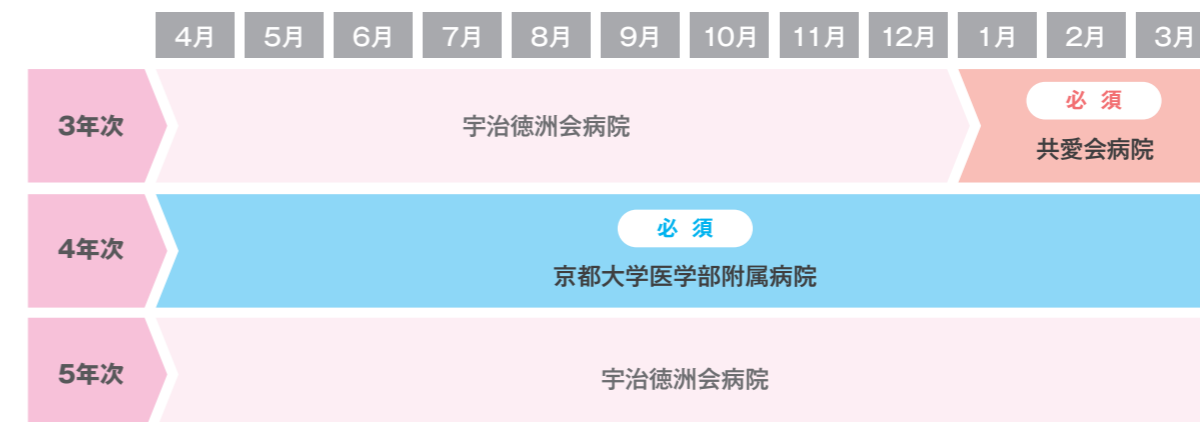 4月 5月 6月 7月 8月 9月 10月 11月 12月 1月 2月 3月
3年次
宇治徳洲会病院
必須
共愛会病院
4年次
必須
京都大学医学部附属病院
5年次
宇治徳洲会病院